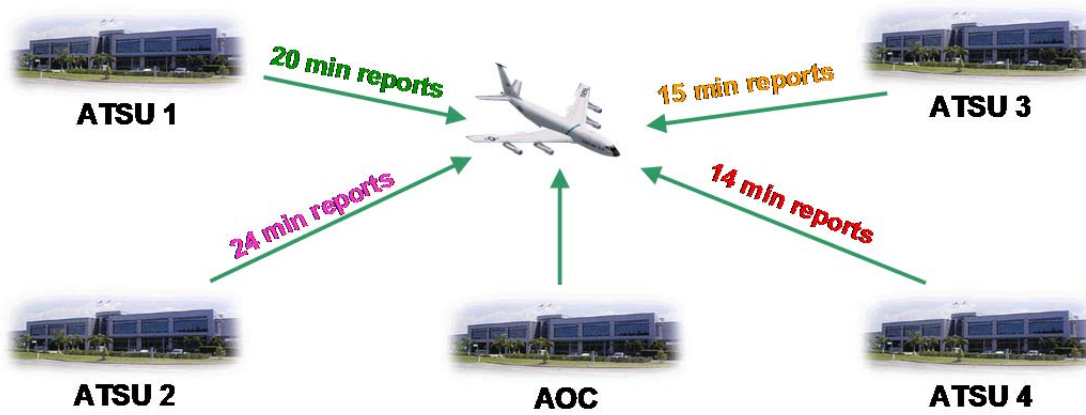 20 min reports
15 min reports
ATSU 1
ATSU 3
24 min reports
14 min reports
ATSU 2
AOC
ATSU 4